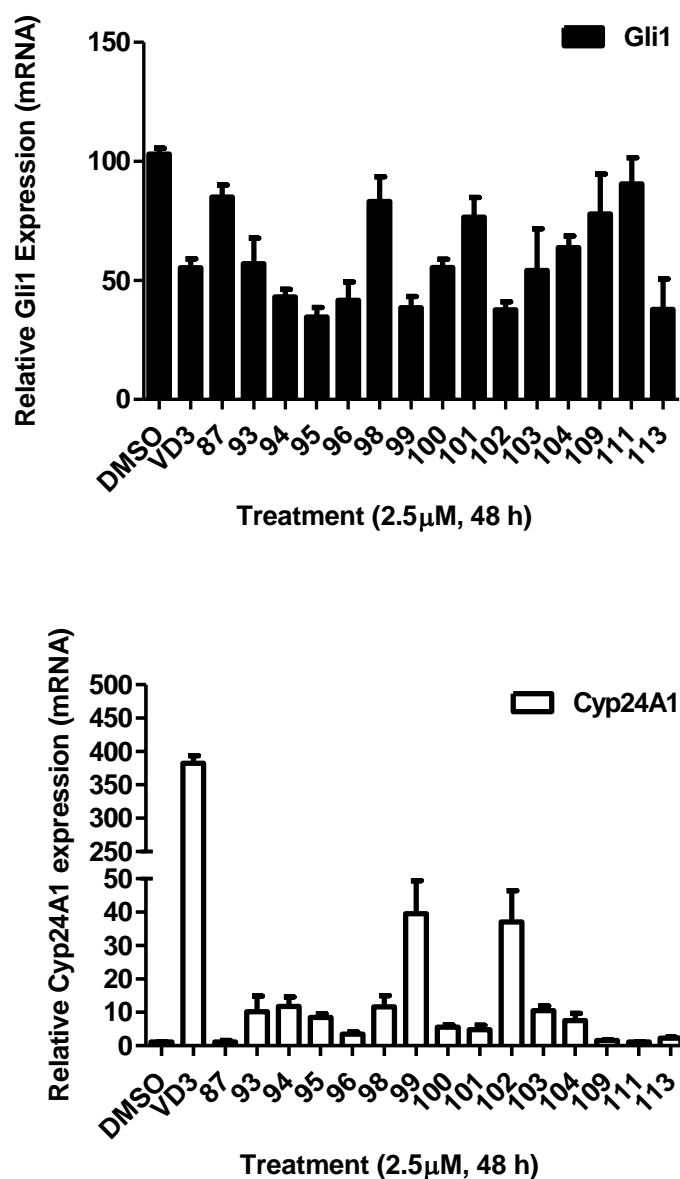 Relative Gli1 Expression (mRNA)
150
100
50
0
Gli1
DMSO VD3 87 93 94 95 96 98 99 100 101 102 103 104 109 111 113
Treatment (2.5μM, 48 h)
Relative Cyp24A1 expression (mRNA)
500
450
400
350
300
250
50
40
30
20
10
0
Cyp24A1
DMSO VD3 87 93 94 95 96 98 99 100 101 102 103 104 109 111 113
Treatment (2.5μM, 48 h)